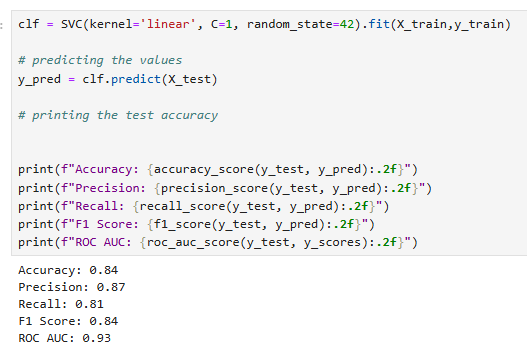 clf = SVC(kernel='linear', C=1, random_state=42).fit(X_train,y_train)
# predicting the values
y_pred = clf.predict(X_test)
# printing the test accuracy
print(f"Accuracy: {accuracy_score(y_test, y_pred):.2f}")
print(f"Precision: {precision_score(y_test, y_pred):.2f}")
print(f"Recall: {recall_score(y_test, y_pred):.2f}")
print(f"F1 Score: {f1_score(y_test, y_pred):.2f}")
print(f"ROC AUC: {roc_auc_score(y_test, y_scores):.2f}")
Accuracy: 0.84
Precision: 0.87
Recall: 0.81
F1 Score: 0.84
ROC AUC: 0.93